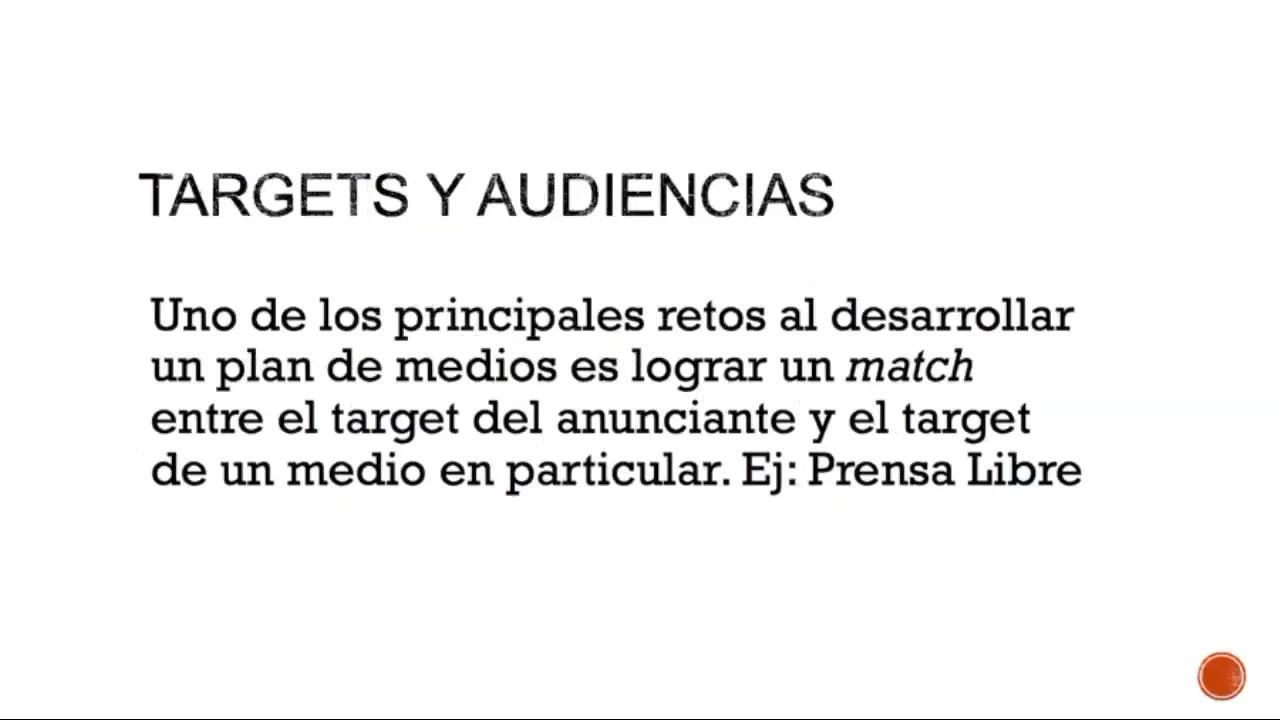 TARGETS Y AUDIENCIAS
Uno de los principales retos al desarrollar
un plan de medios es lograr un match
entre el target del anunciante y el target
de un medio en particular. Ej: Prensa Libre